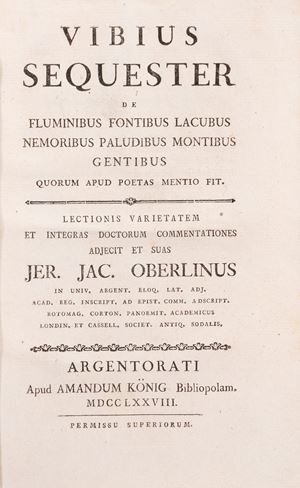 VIBIUS
SEQUESTER
DE
FLUMINIBUS FONTIBUS LACUBUS
NEMORIBUS PALUDIBUS MONTIBUS
GENTIBUS
QUORUM APUD POETAS MENTIO FIT.
LECTIONIS VARIETATEM
ET INTEGRAS DOCTORUM COMMENTATIONES
ADJECIT ET SUAS
JER. JAC. OBERLINUS
IN UNIV. ARGENT. ELOQ. LAT. ADJ.
ACAD. REG. INSCRIPT. AD EPIST. COMM. ADSCRIPT.
ROTOMAG. CORTON. PANORMIT. ACADEMICUS
LONDIN. ET CASSELL. SOCIET. ANTIQ. SODALIS.
ARGENTORATI
Apud AMANDUM KÖNIG Bibliopolam.
MDCCLXXVIII.
PERMISSU SUPERIORUM.